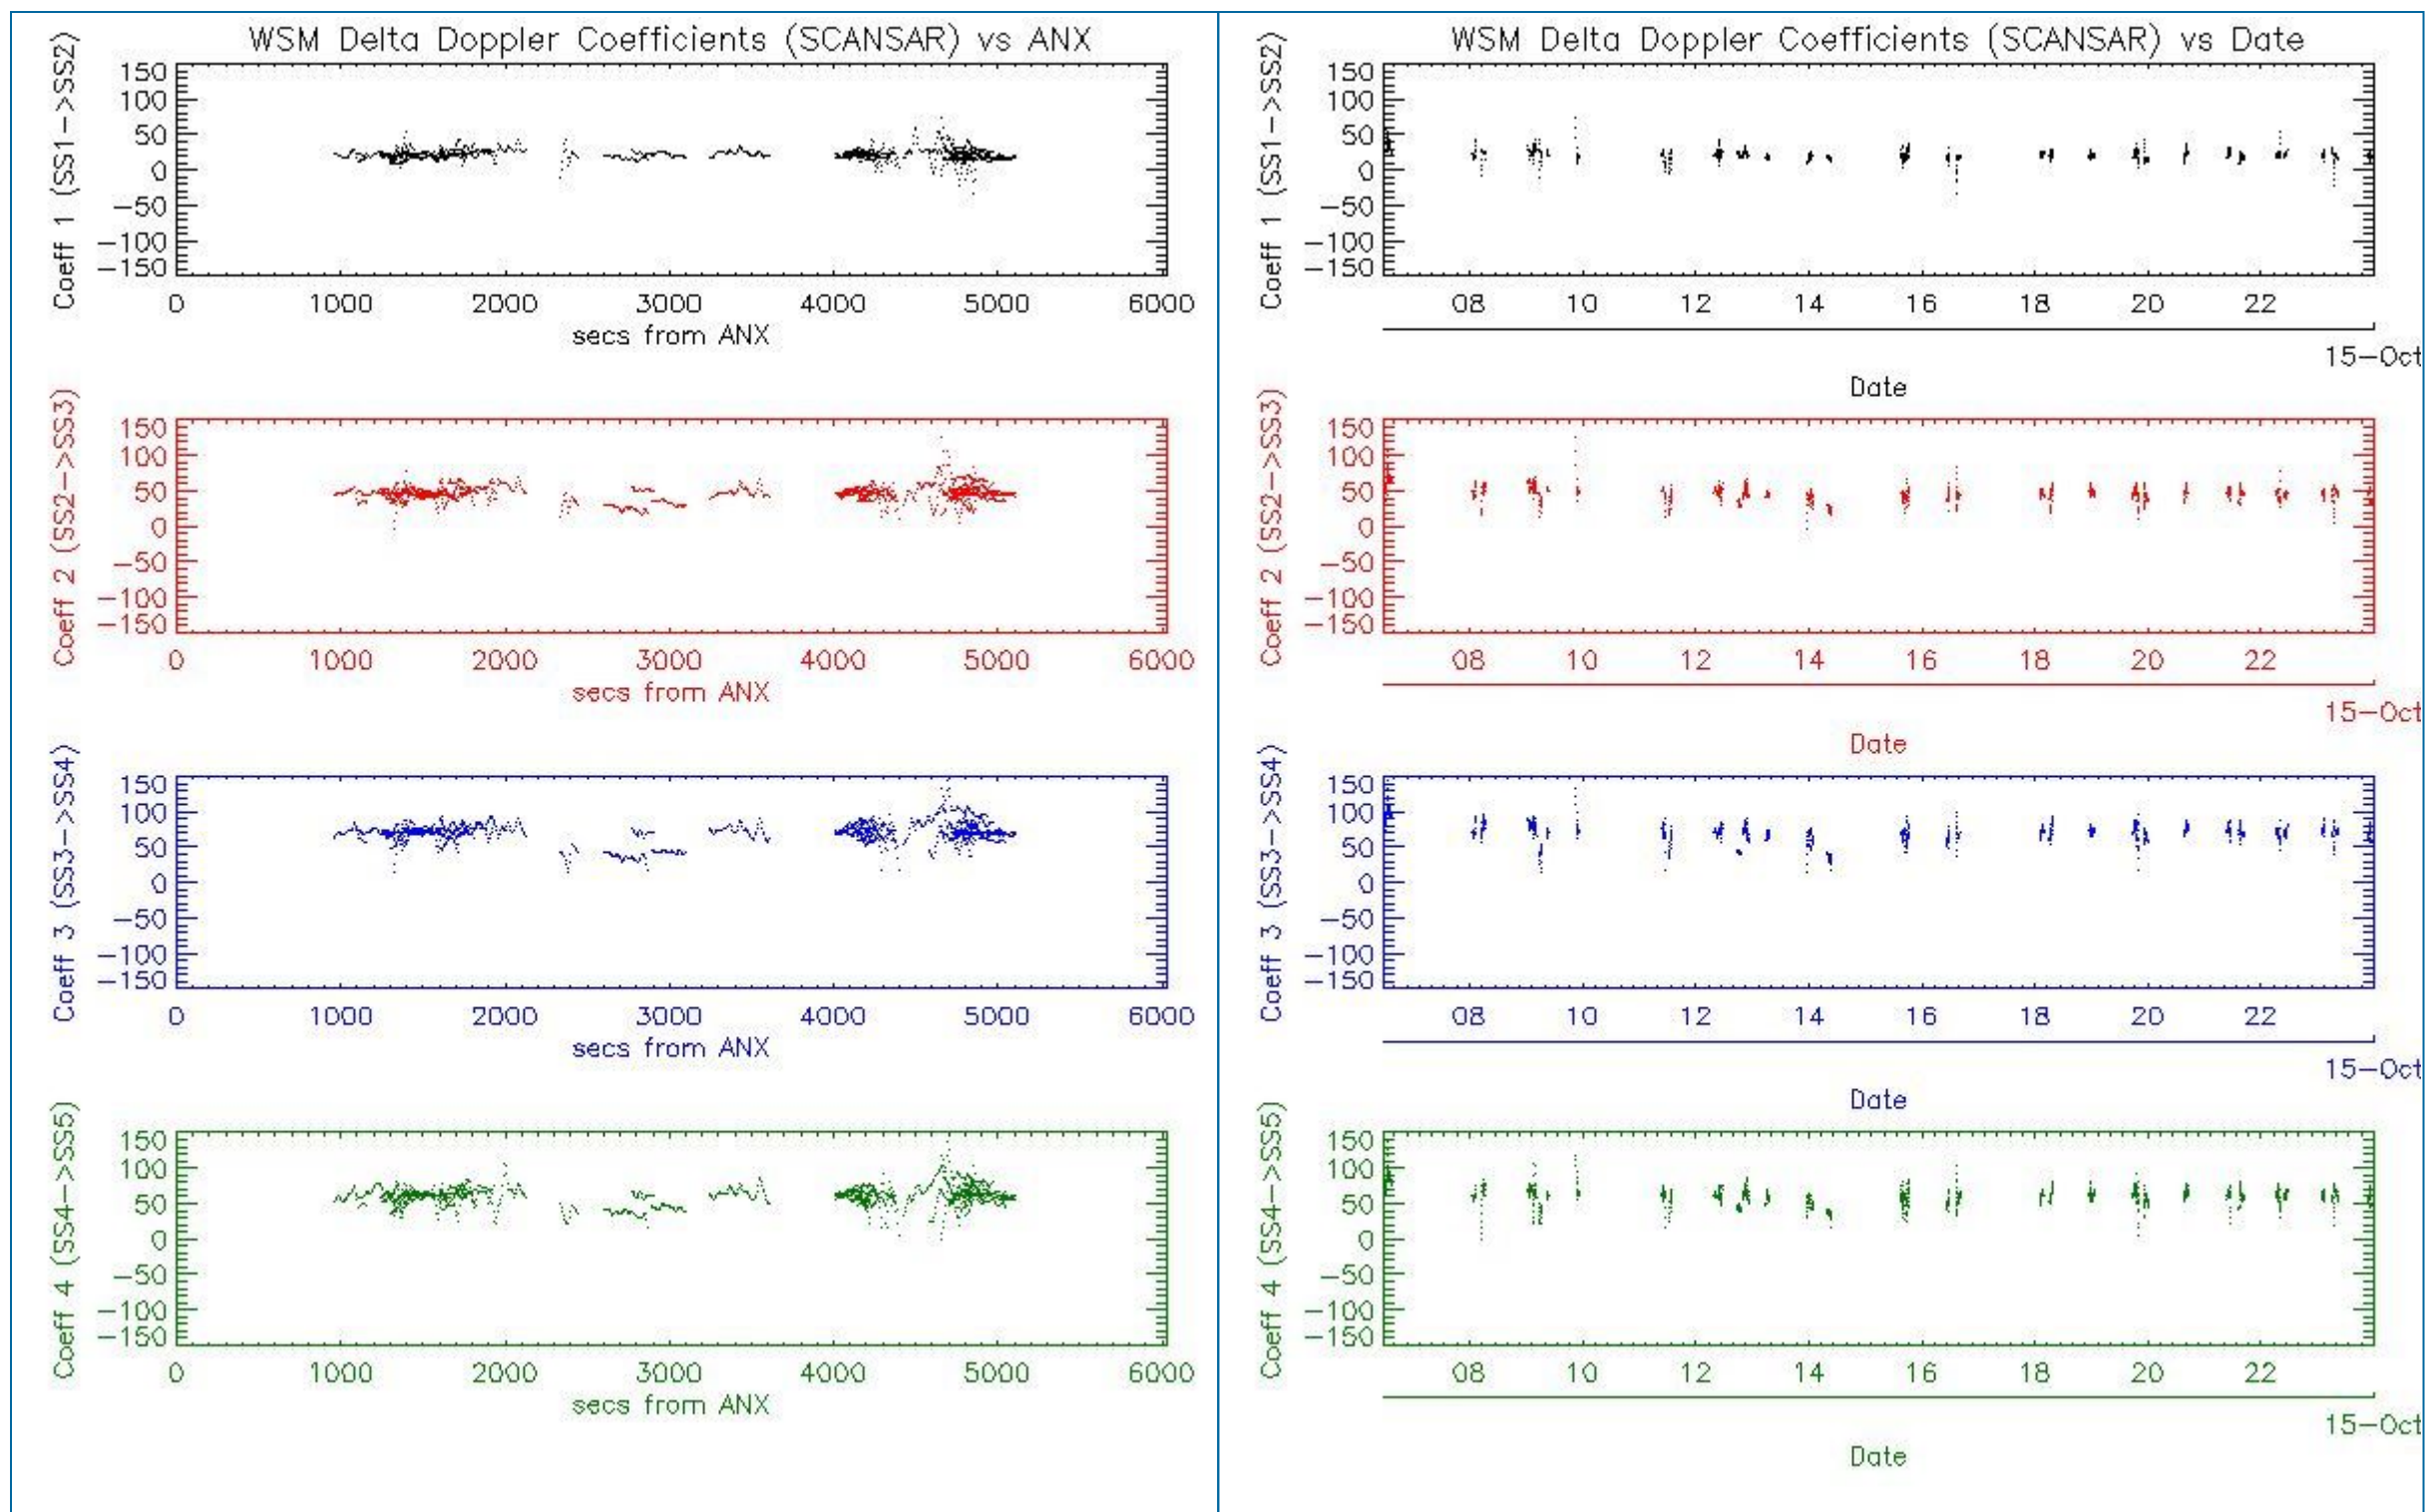 WSM Delta Doppler Coefficients (SCANSAR) vs ANX
Coeff 1 (SS1->SS2)
150
100
50
0
-50
-100
-150
0 1000 2000 3000 4000 5000 6000
secs from ANX
Coeff 2 (SS2->SS3)
150
100
50
0
-50
-100
-150
0 1000 2000 3000 4000 5000 6000
secs from ANX
Coeff 3 (SS3->SS4)
150
100
50
0
-50
-100
-150
0 1000 2000 3000 4000 5000 6000
secs from ANX
Coeff 4 (SS4->SS5)
150
100
50
0
-50
-100
-150
0 1000 2000 3000 4000 5000 6000
secs from ANX
WSM Delta Doppler Coefficients (SCANSAR) vs Date
Coeff 1 (SS1->SS2)
150
100
50
0
-50
-100
-150
08 10 12 14 16 18 20 22
15-Oct
Date
Coeff 2 (SS2->SS3)
150
100
50
0
-50
-100
-150
08 10 12 14 16 18 20 22
15-Oct
Date
Coeff 3 (SS3->SS4)
150
100
50
0
-50
-100
-150
08 10 12 14 16 18 20 22
15-Oct
Date
Coeff 4 (SS4->SS5)
150
100
50
0
-50
-100
-150
08 10 12 14 16 18 20 22
15-Oct
Date